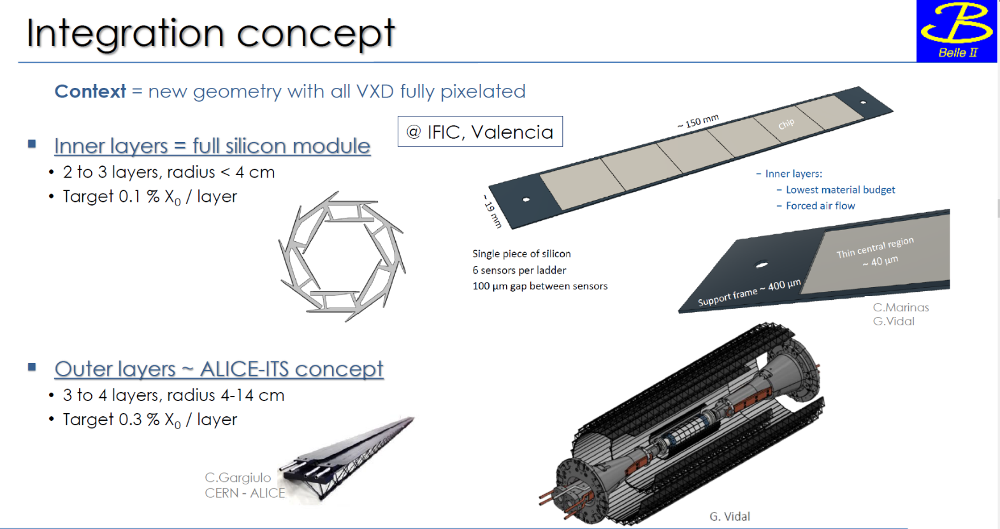 Integration concept
Belle II
Context = new geometry with all VXD fully pixelated
@ IFIC, Valencia
▪ Inner layers = full silicon module
• 2 to 3 layers, radius < 4 cm
• Target 0.1 % X₀ / layer
~ 150 mm
chip
~ 19 mm
– Inner layers:
– Lowest material budget
– Forced air flow
Single piece of silicon
6 sensors per ladder
100 µm gap between sensors
Thin central region
~ 40 µm
Support frame ~ 400 µm
C.Marinas
G.Vidal
▪ Outer layers ~ ALICE-ITS concept
• 3 to 4 layers, radius 4-14 cm
• Target 0.3 % X₀ / layer
C.Gargiulo
CERN - ALICE
G. Vidal